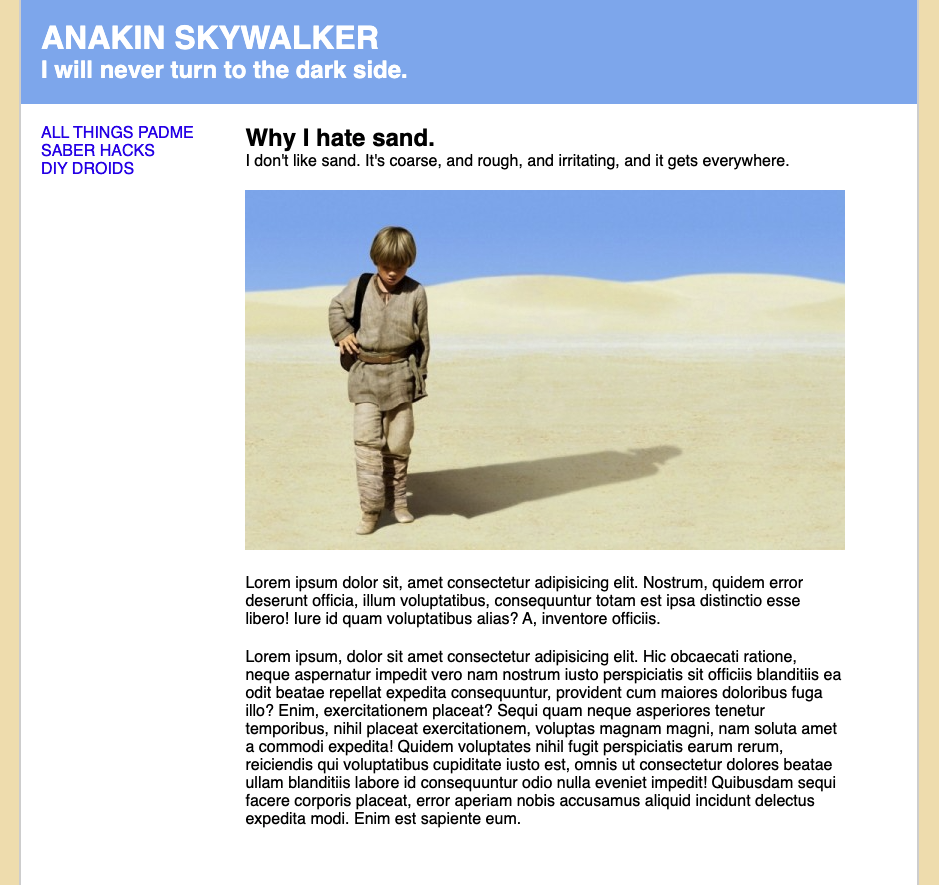 ANAKIN SKYWALKER
I will never turn to the dark side.
ALL THINGS PADME
SABER HACKS
DIY DROIDS
Why I hate sand.
I don't like sand. It's coarse, and rough, and irritating, and it gets everywhere.
Lorem ipsum dolor sit, amet consectetur adipisicing elit. Nostrum, quidem error
deserunt officia, illum voluptatibus, consequuntur totam est ipsa distinctio esse
libero! Iure id quam voluptatibus alias? A, inventore officiis.
Lorem ipsum, dolor sit amet consectetur adipisicing elit. Hic obcaecati ratione,
neque aspernatur impedit vero nam nostrum iusto perspiciatis sit officiis blanditiis ea
odit beatae repellat expedita consequuntur, provident cum maiores doloribus fuga
illo? Enim, exercitationem placeat? Sequi quam neque asperiores tenetur
temporibus, nihil placeat exercitationem, voluptas magnam magni, nam soluta amet
a commodi expedita! Quidem voluptates nihil fugit perspiciatis earum rerum,
reiciendis qui voluptatibus cupiditate iusto est, omnis ut consectetur dolores beatae
ullam blanditiis labore id consequuntur odio nulla eveniet impedit! Quibusdam sequi
facere corporis placeat, error aperiam nobis accusamus aliquid incidunt delectus
expedita modi. Enim est sapiente eum.